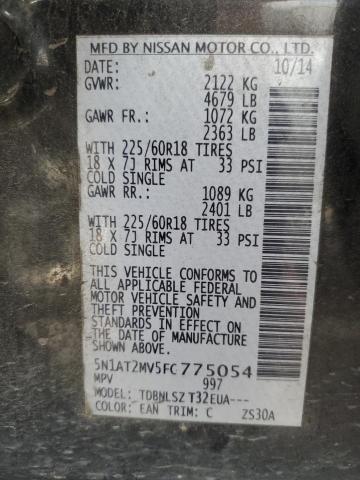 MFD BY NISSAN MOTOR CO., LTD.
DATE: 10/14
GVWR: 2122 KG
4679 LB
GAWR FR.: 1072 KG
2363 LB
WITH 225/60R18 TIRES
18 X 7J RIMS AT 33 PSI
COLD SINGLE
GAWR RR.: 1089 KG
2401 LB
WITH 225/60R18 TIRES
18 X 7J RIMS AT 33 PSI
COLD SINGLE
THIS VEHICLE CONFORMS TO
ALL APPLICABLE FEDERAL
MOTOR VEHICLE SAFETY AND
THEFT PREVENTION
STANDARDS IN EFFECT ON
THE DATE OF MANUFACTURE
SHOWN ABOVE.
5N1AT2MV5FC775054
MPV 997
MODEL: TDBNLSZ T32EUA---
COLOR: EAN TRIM: C ZS30A